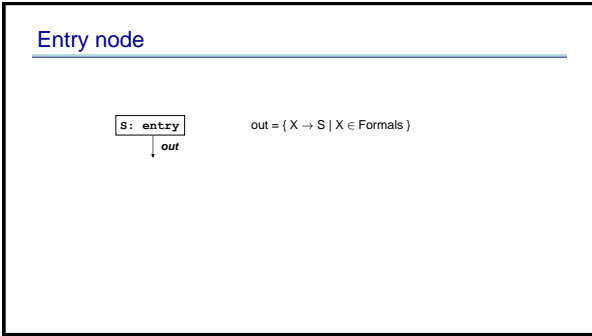 Entry node
S: entry
out = { X → S | X ∈ Formals }
out